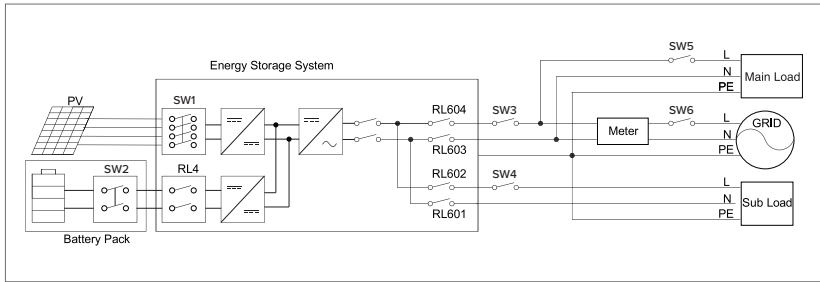 SW5
L
Energy Storage System
N
Main Load
PE
PV
SW1
RL604
SW3
SW6
L
GRID
Meter
N
RL603
PE
SW2
RL4
RL602
SW4
L
N
Sub Load
RL601
PE
Battery Pack